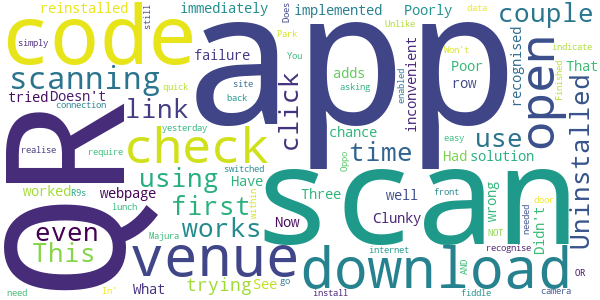 reinstalled
still
immediately
implemented
Poorly
Does
couple
code
app
Unlike
Park
data
simply
failure
You
recognised
Won't
indicate
scanning
site
adds
Poor
That
tried
Doesn't
quick
back
asking
enabled
inconvenient
row
Finished
open
QR
connection
link
click
chance
Uninstalled
yesterday
check
time
use
realise
require
switched
Oppo
easy
Had
solution
worked
R9s
webpage
using
Have
scan
Three
well
front
wrong
door
lunch
first
within
Now
Clunky
NOT
needed
Didn't
even
This
Majura
works
internet
recognise
venue
download
AND
OR
need
In'
What
trying
See
go
install
fiddle
camera